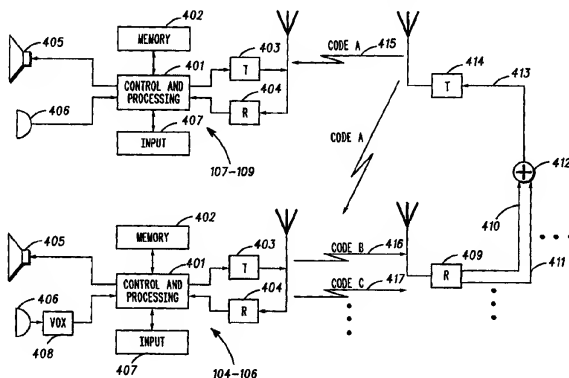 402
MEMORY
405
401
403
CODE A
415
414
CONTROL AND
PROCESSING
T
T
413
406
404
R
407
INPUT
107-109
CODE A
412
410
402
MEMORY
411
405
401
403
CODE B
416
409
CONTROL AND
PROCESSING
T
R
404
CODE C
417
406
VOX
R
408
INPUT
407
104-106